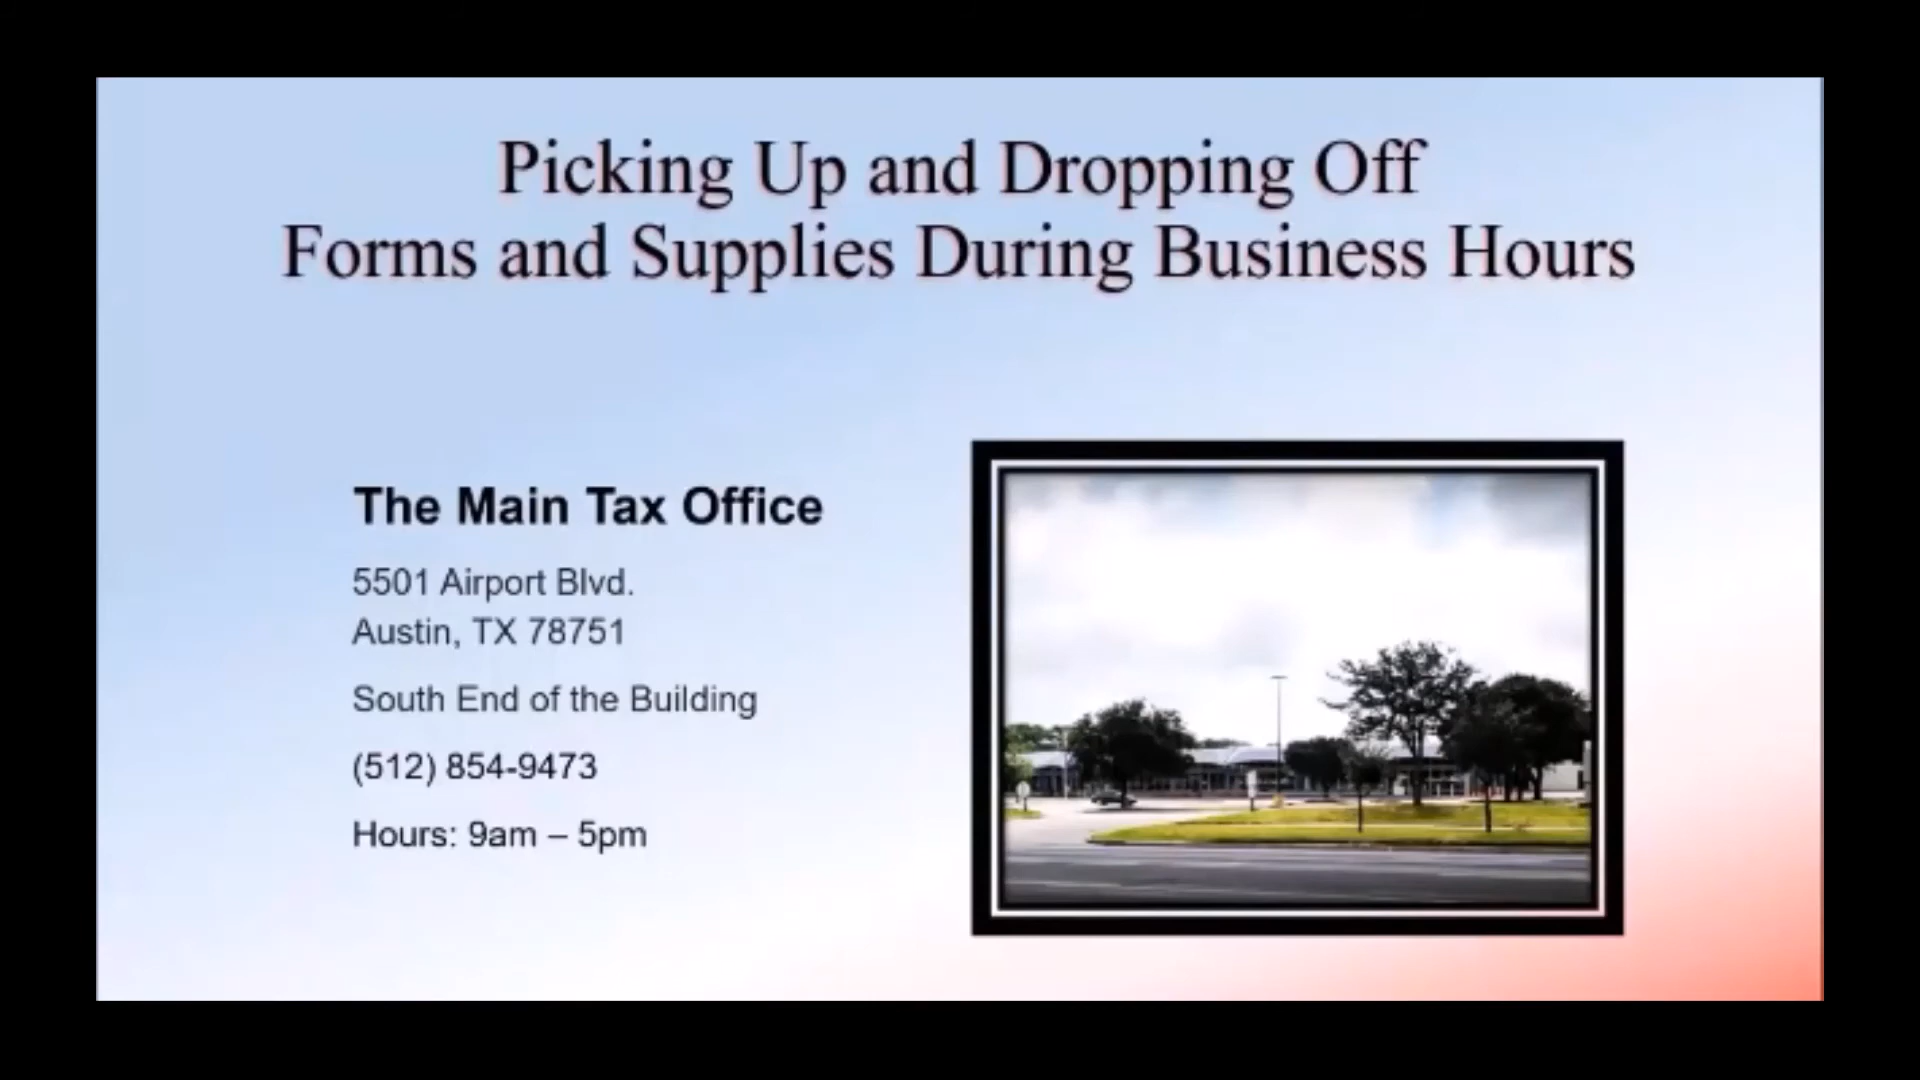 Picking Up and Dropping Off
Forms and Supplies During Business Hours
The Main Tax Office
5501 Airport Blvd.
Austin, TX 78751
South End of the Building
(512) 854-9473
Hours: 9am – 5pm